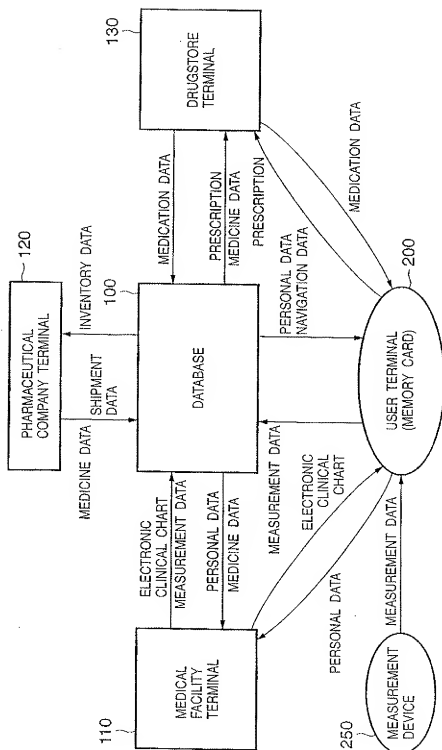 130
DRUGSTORE
TERMINAL
120
PHARMACEUTICAL
COMPANY TERMINAL
INVENTORY DATA
SHIPMENT
DATA
MEDICINE DATA
MEDICATION DATA
PRESCRIPTION
MEDICINE DATA
PRESCRIPTION
MEDICATION DATA
100
DATABASE
PERSONAL DATA
NAVIGATION DATA
200
USER TERMINAL
(MEMORY CARD)
ELECTRONIC
CLINICAL CHART
MEASUREMENT DATA
PERSONAL DATA
MEDICINE DATA
MEASUREMENT DATA
ELECTRONIC
CLINICAL CHART
PERSONAL DATA
MEASUREMENT DATA
110
MEDICAL
FACILITY
TERMINAL
250
MEASUREMENT
DEVICE